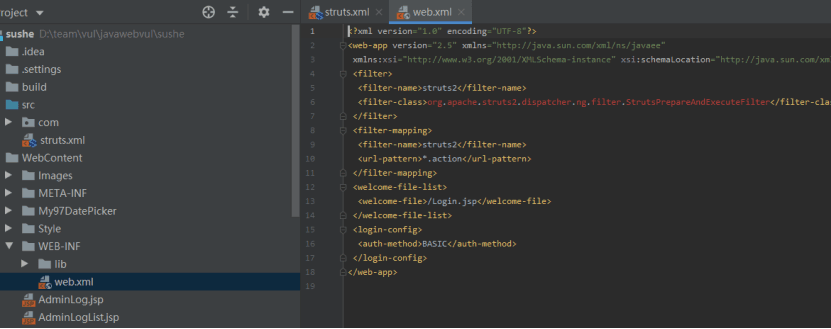 Project
sushe D:\team\vul\javawebvul\sushe
.idea
.settings
build
src
com
struts.xml
WebContent
Images
META-INF
My97DatePicker
Style
WEB-INF
lib
web.xml
AdminLog.jsp
AdminLogList.jsp
struts.xml
web.xml
1 <?xml version="1.0" encoding="UTF-8"?>
2 <web-app version="2.5" xmlns="http://java.sun.com/xml/ns/javaee"
3 xmlns:xsi="http://www.w3.org/2001/XMLSchema-instance" xsi:schemaLocation="http://java.sun.com/xm
4 <filter>
5 <filter-name>struts2</filter-name>
6 <filter-class>org.apache.struts2.dispatcher.ng.filter.StrutsPrepareAndExecuteFilter</filter-clas
7 </filter>
8 <filter-mapping>
9 <filter-name>struts2</filter-name>
10 <url-pattern>*.action</url-pattern>
11 </filter-mapping>
12 <welcome-file-list>
13 <welcome-file>/Login.jsp</welcome-file>
14 </welcome-file-list>
15 <login-config>
16 <auth-method>BASIC</auth-method>
17 </login-config>
18 </web-app>
19